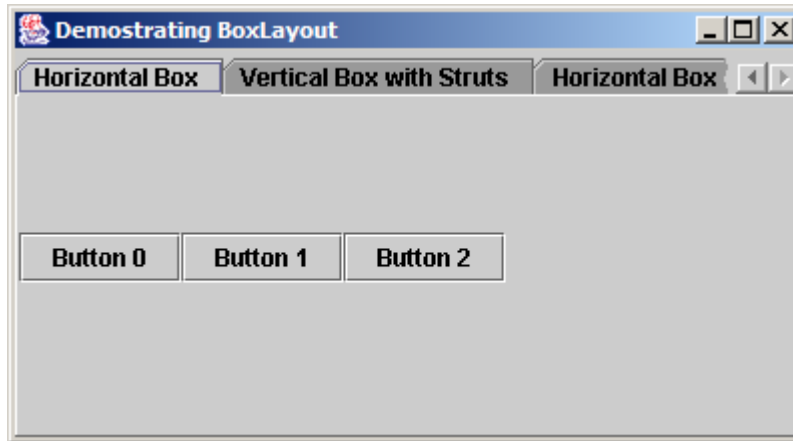 Demostrating BoxLayout
Horizontal Box Vertical Box with Struts Horizontal Box
Button 0 Button 1 Button 2